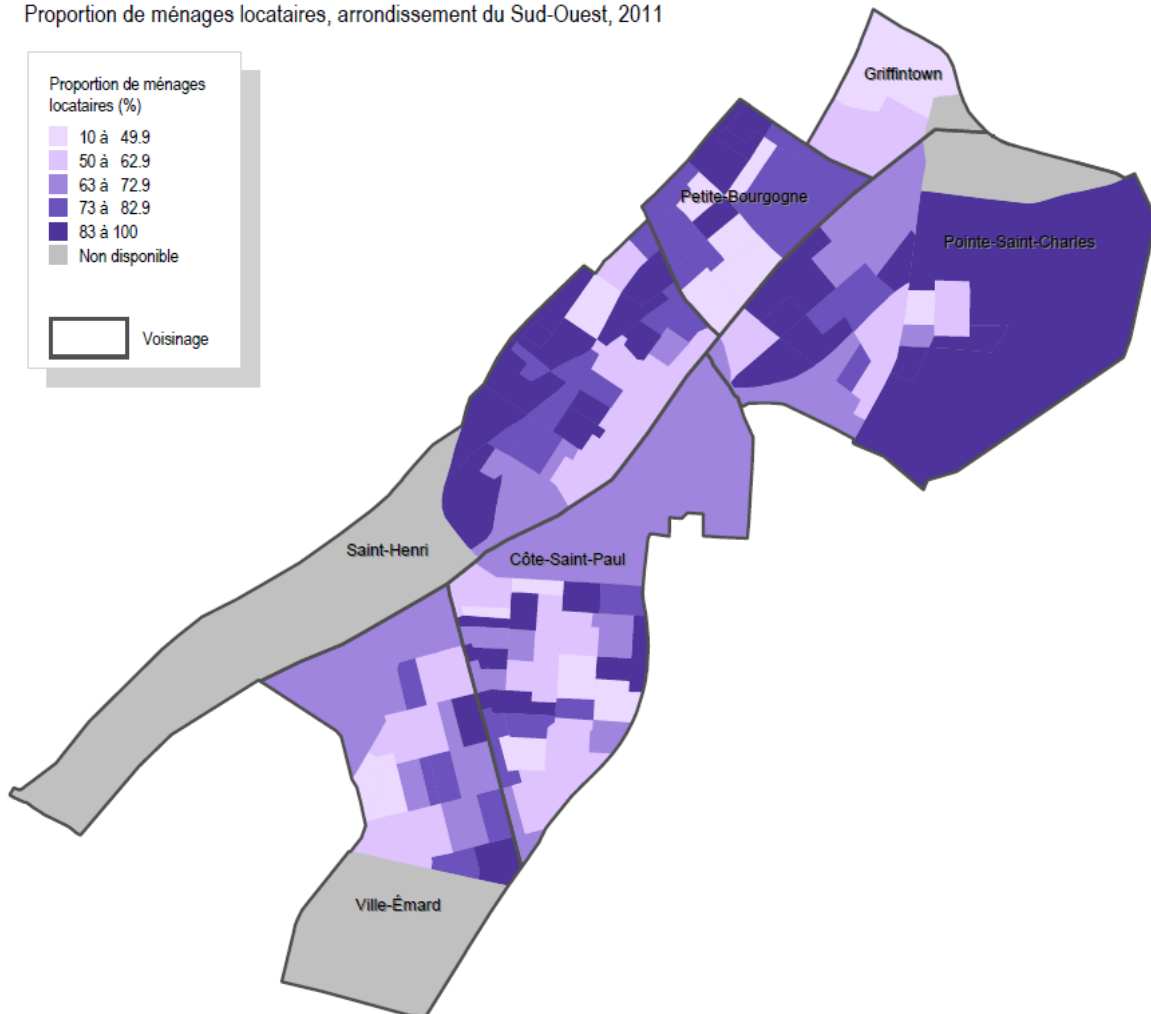 Proportion de ménages locataires, arrondissement du Sud-Ouest, 2011
Proportion de ménages
locataires (%)
10 à 49.9
50 à 62.9
63 à 72.9
73 à 82.9
83 à 100
Non disponible
Voisinage
Griffintown
Petite-Bourgogne
Pointe-Saint-Charles
Saint-Henri
Côte-Saint-Paul
Ville-Émard